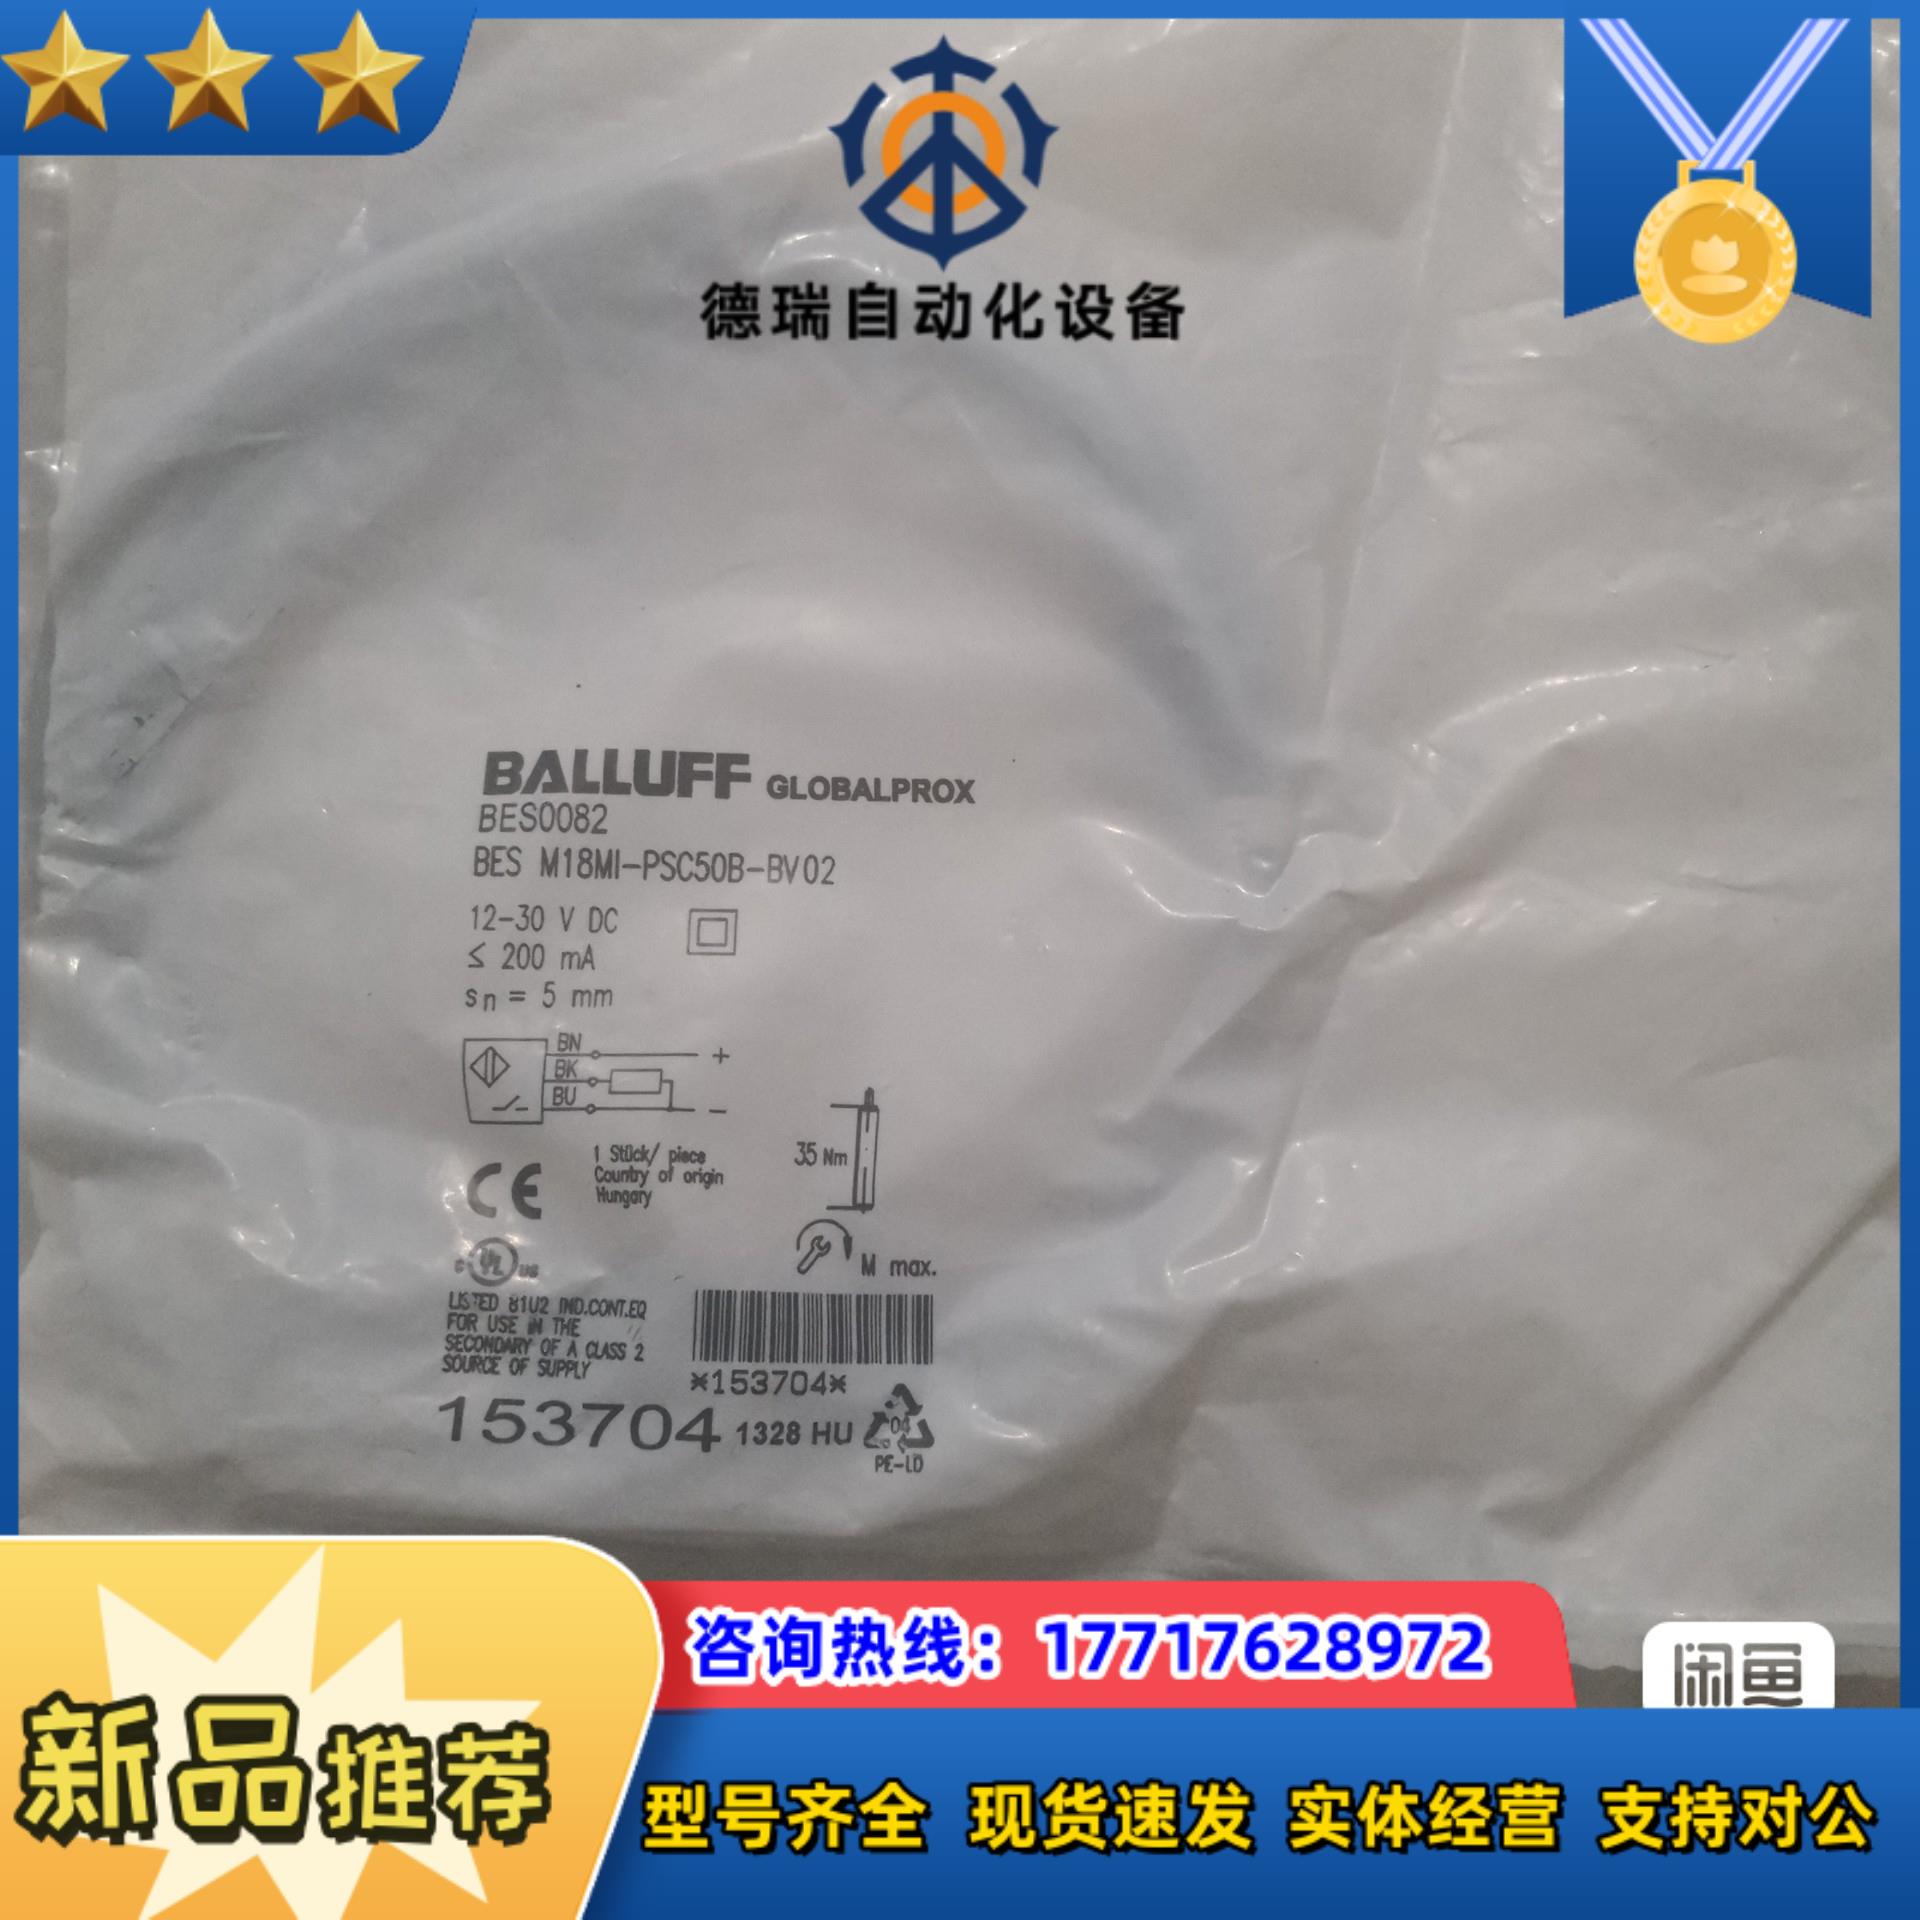 德瑞自动化设备
BALLUFF GLOBALPROX
BES0082
BES M18MI-PSC50B-BV02
12-30 V DC
≤ 200 mA
sn = 5 mm
BN
+
BK
BU
-
1 Stück/ piece
Country of origin
Hungary
35 Nm
CE
M max.
c UL us
LISTED 81U2 IND.CONT.EQ
FOR USE IN THE
SECONDARY OF A CLASS 2
SOURCE OF SUPPLY
*153704*
153704 1328 HU
04
PE-LD
咨询热线：17717628972
闲鱼
新品推荐
型号齐全 现货速发 实体经营 支持对公